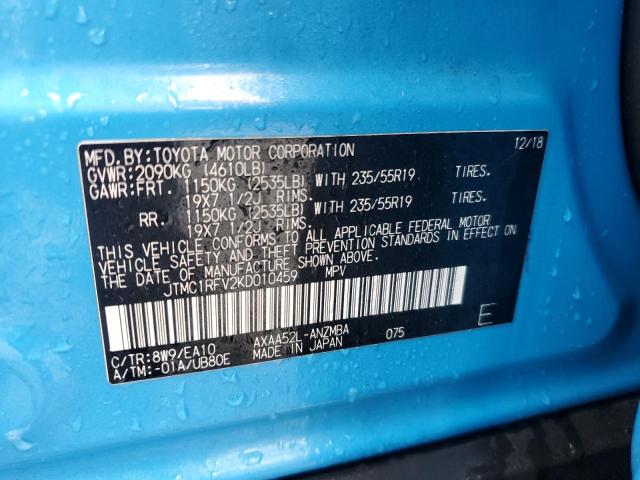 MFD. BY: TOYOTA MOTOR CORPORATION 12/18
GVWR: 2090KG (4610LB)
GAWR: FRT. 1150KG (2535LB) WITH 235/55R19 TIRES.
19X7 1/2J RIMS.
RR. 1150KG (2535LB) WITH 235/55R19 TIRES.
19X7 1/2J RIMS.
THIS VEHICLE CONFORMS TO ALL APPLICABLE FEDERAL MOTOR
VEHICLE SAFETY AND THEFT PREVENTION STANDARDS IN EFFECT ON
THE DATE OF MANUFACTURE SHOWN ABOVE.
JTMC1RFV2KD010459 MPV
AXAA52L-ANZMBA 075 E
C/TR: 8W9/EA10 MADE IN JAPAN
A/TM: -01A/UB80E